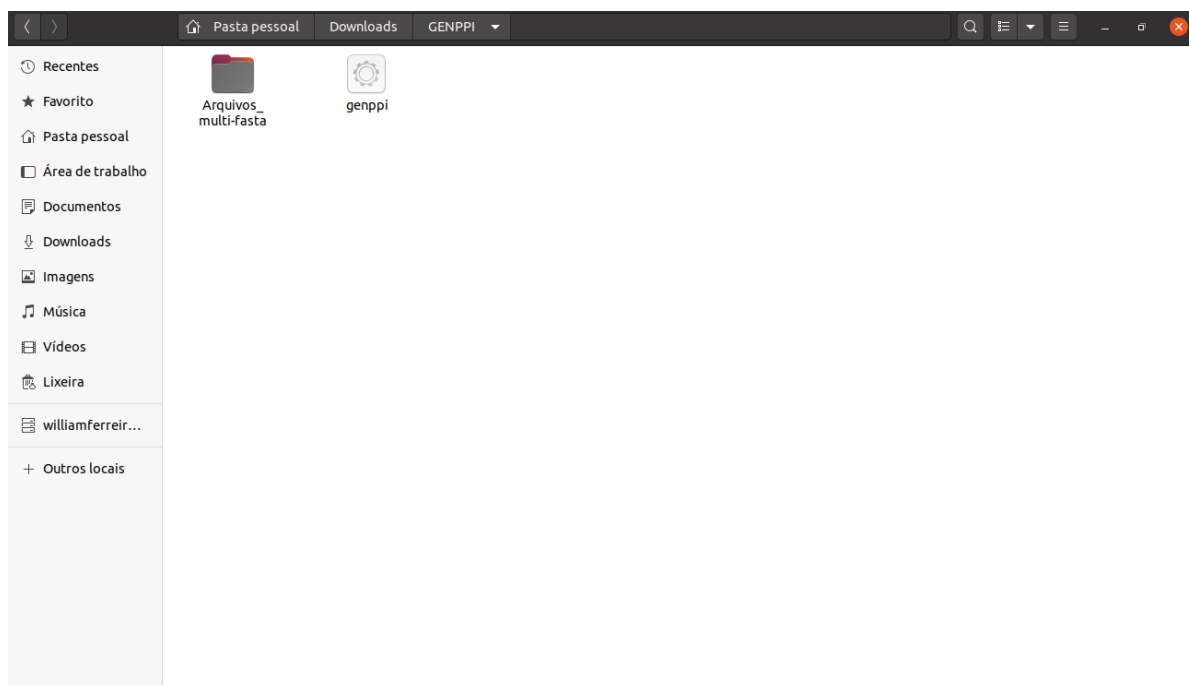 Pasta pessoal Downloads GENPPI
Recentes
Favorito
Pasta pessoal
Área de trabalho
Documentos
Downloads
Imagens
Música
Vídeos
Lixeira
williamferreir...
Outros locais
Arquivos_
multi-fasta
genppi